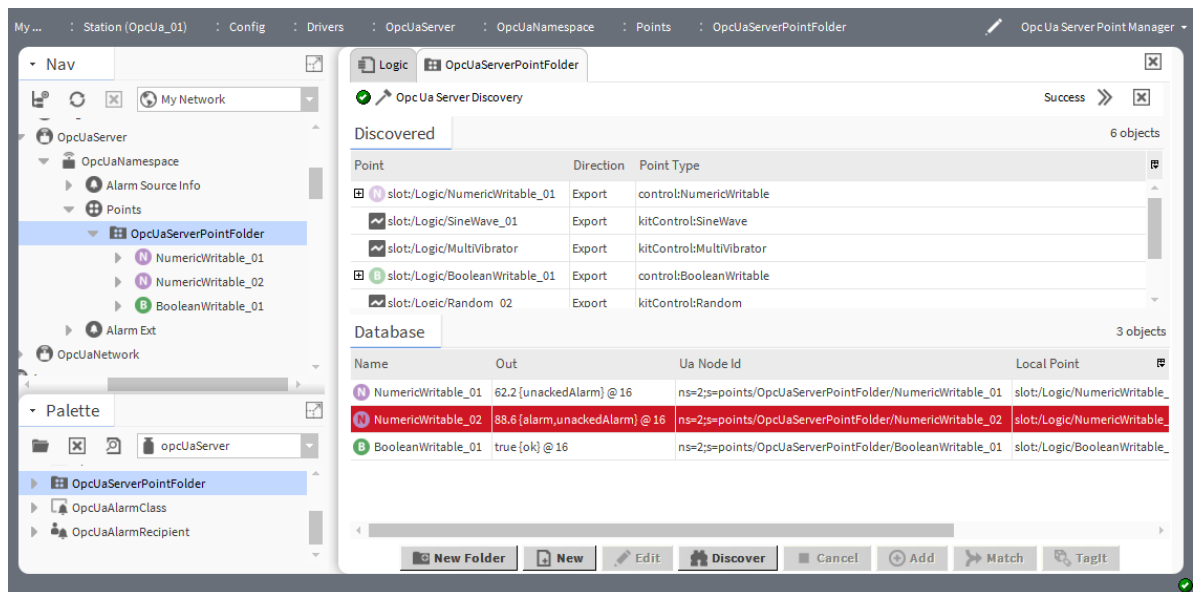 My ... : Station (OpcUa_01) : Config : Drivers : OpcUaServer : OpcUaNamespace : Points : OpcUaServerPointFolder Opc Ua Server Point Manager
Nav
My Network
OpcUaServer
OpcUaNamespace
Alarm Source Info
Points
OpcUaServerPointFolder
N NumericWritable_01
N NumericWritable_02
B BooleanWritable_01
Alarm Ext
OpcUaNetwork
Palette
opcUaServer
OpcUaServerPointFolder
OpcUaAlarmClass
OpcUaAlarmRecipient
Logic OpcUaServerPointFolder
Opc Ua Server Discovery Success
Discovered 6 objects
Point Direction Point Type
N slot:/Logic/NumericWritable_01 Export control:NumericWritable
slot:/Logic/SineWave_01 Export kitControl:SineWave
slot:/Logic/MultiVibrator Export kitControl:MultiVibrator
B slot:/Logic/BooleanWritable_01 Export control:BooleanWritable
slot:/Logic/Random_02 Export kitControl:Random
Database 3 objects
Name Out Ua Node Id Local Point
N NumericWritable_01 62.2 {unackedAlarm} @ 16 ns=2;s=points/OpcUaServerPointFolder/NumericWritable_01 slot:/Logic/NumericWritable_
N NumericWritable_02 88.6 {alarm,unackedAlarm} @ 16 ns=2;s=points/OpcUaServerPointFolder/NumericWritable_02 slot:/Logic/NumericWritable_
B BooleanWritable_01 true {ok} @ 16 ns=2;s=points/OpcUaServerPointFolder/BooleanWritable_01 slot:/Logic/BooleanWritable_
New Folder New Edit Discover Cancel Add Match TagIt